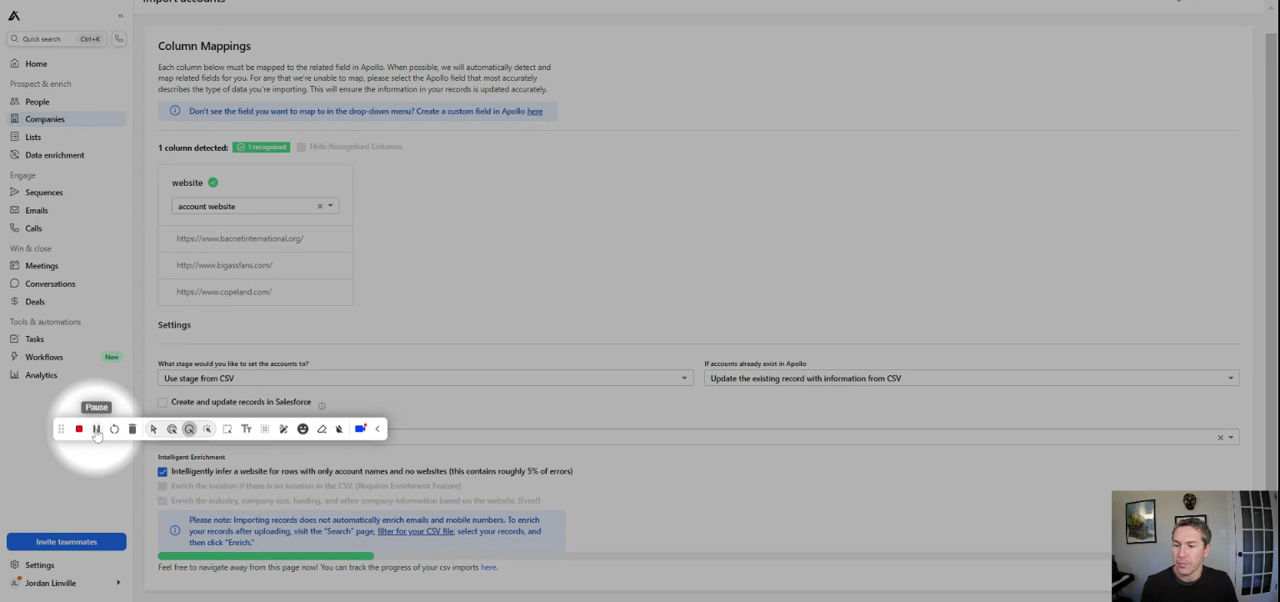 Import accounts
Quick search Ctrl+K
Home
Prospect & enrich
People
Companies
Lists
Data enrichment
Engage
Sequences
Emails
Calls
Win & close
Meetings
Conversations
Deals
Tools & automations
Tasks
Workflows New
Analytics
Invite teammates
Settings
JL Jordan Linville
Column Mappings
Each column below must be mapped to the related field in Apollo. When possible, we will automatically detect and
map related fields for you. For any that we're unable to map, please select the Apollo field that most accurately
describes the type of data you're importing. This will ensure the information in your records is updated accurately.
Don't see the field you want to map to in the drop-down menu? Create a custom field in Apollo here
1 column detected: 1 recognized Hide Recognised Columns
website
account website
https://www.bacnetinternational.org/
http://www.bigassfans.com/
https://www.copeland.com/
Settings
What stage would you like to set the accounts to?
Use stage from CSV
If accounts already exist in Apollo
Update the existing record with information from CSV
Create and update records in Salesforce
Pause
Tт
Intelligent Enrichment
Intelligently infer a website for rows with only account names and no websites (this contains roughly 5% of errors)
Enrich the location if there is no location in the CSV. (Requires Enrichment Feature)
Enrich the industry, company size, funding, and other company information based on the website. (Free!)
Please note: Importing records does not automatically enrich emails and mobile numbers. To enrich
your records after uploading, visit the "Search" page, filter for your CSV file, select your records, and
then click "Enrich."
Feel free to navigate away from this page now! You can track the progress of your csv imports here.